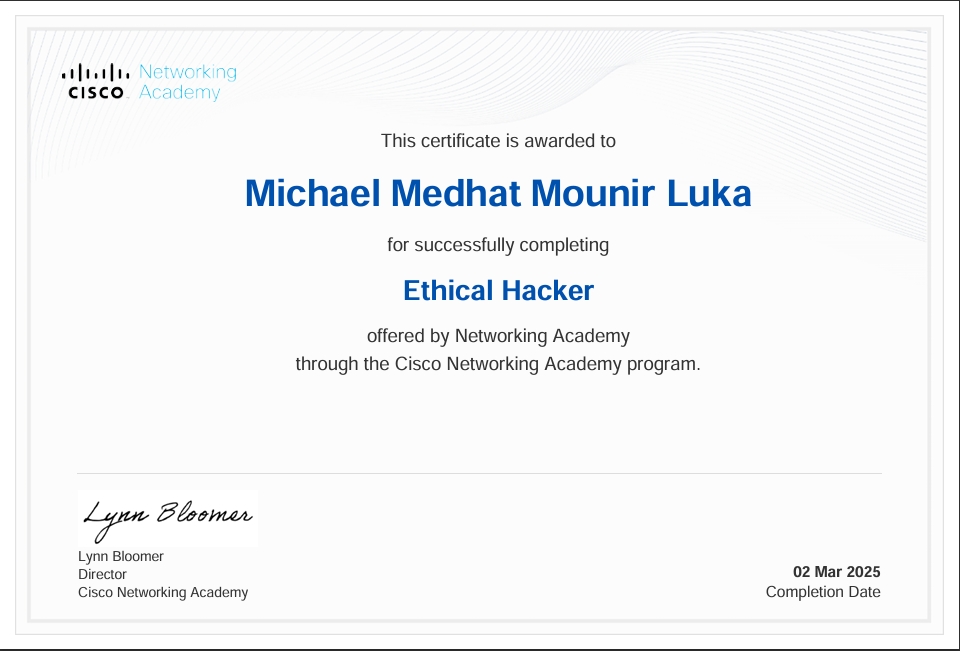 Networking
CISCO Academy
This certificate is awarded to
Michael Medhat Mounir Luka
for successfully completing
Ethical Hacker
offered by Networking Academy
through the Cisco Networking Academy program.
Lynn Bloomer
Lynn Bloomer
Director
Cisco Networking Academy
02 Mar 2025
Completion Date